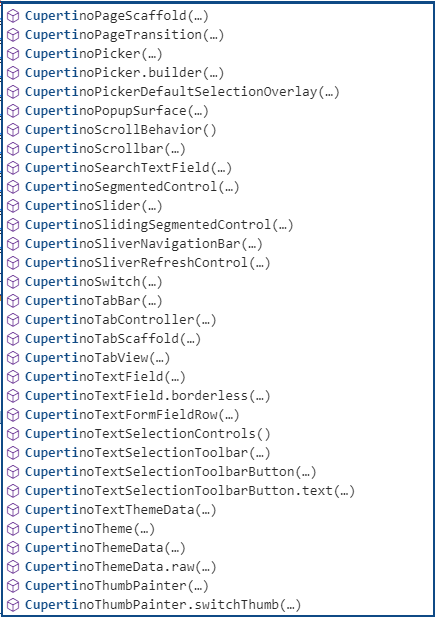 CupertinoPageScaffold(…)
CupertinoPageTransition(…)
CupertinoPicker(…)
CupertinoPicker.builder(…)
CupertinoPickerDefaultSelectionOverlay(…)
CupertinoPopupSurface(…)
CupertinoScrollBehavior()
CupertinoScrollbar(…)
CupertinoSearchTextField(…)
CupertinoSegmentedControl(…)
CupertinoSlider(…)
CupertinoSlidingSegmentedControl(…)
CupertinoSliverNavigationBar(…)
CupertinoSliverRefreshControl(…)
CupertinoSwitch(…)
CupertinoTabBar(…)
CupertinoTabController(…)
CupertinoTabScaffold(…)
CupertinoTabView(…)
CupertinoTextField(…)
CupertinoTextField.borderless(…)
CupertinoTextFormFieldRow(…)
CupertinoTextSelectionControls()
CupertinoTextSelectionToolbar(…)
CupertinoTextSelectionToolbarButton(…)
CupertinoTextSelectionToolbarButton.text(…)
CupertinoTextThemeData(…)
CupertinoTheme(…)
CupertinoThemeData(…)
CupertinoThemeData.raw(…)
CupertinoThumbPainter(…)
CupertinoThumbPainter.switchThumb(…)